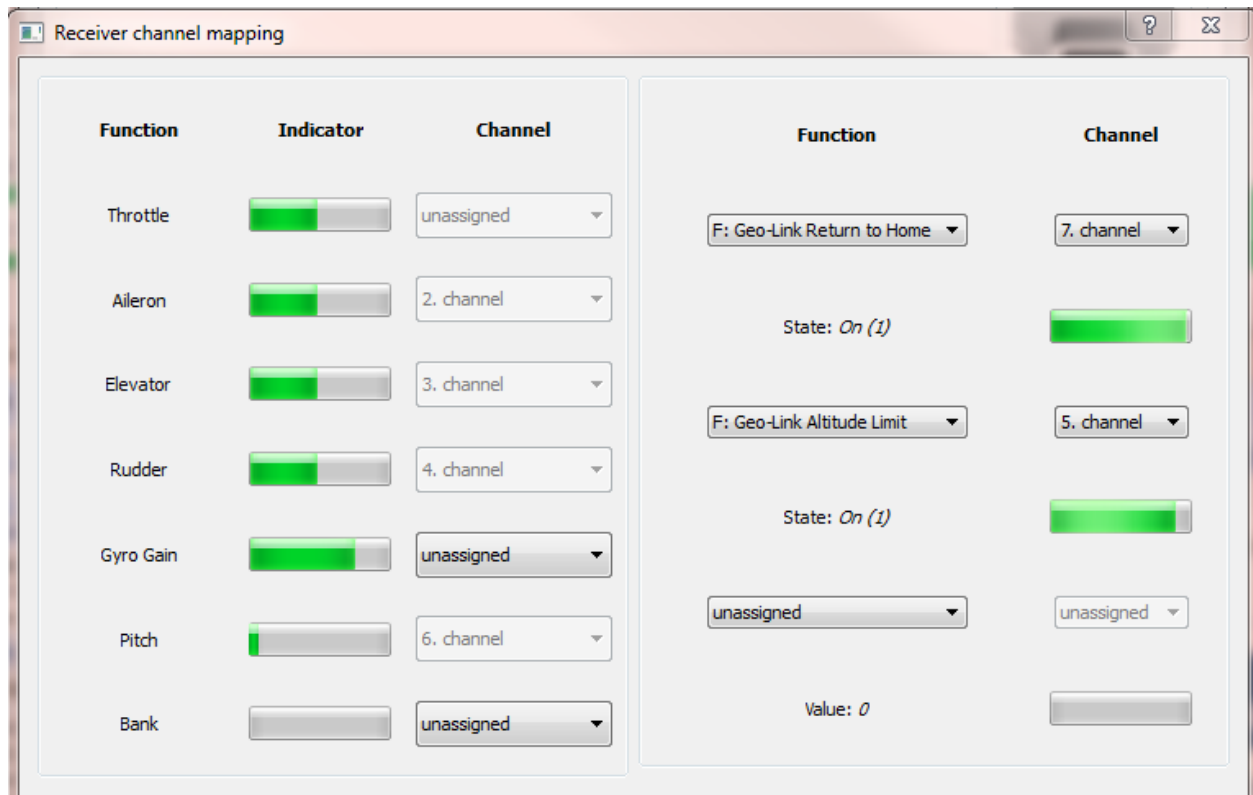 Receiver channel mapping
Function Indicator Channel
Throttle unassigned
Aileron 2. channel
Elevator 3. channel
Rudder 4. channel
Gyro Gain unassigned
Pitch 6. channel
Bank unassigned
Function Channel
F: Geo-Link Return to Home 7. channel
State: On (1)
F: Geo-Link Altitude Limit 5. channel
State: On (1)
unassigned unassigned
Value: 0